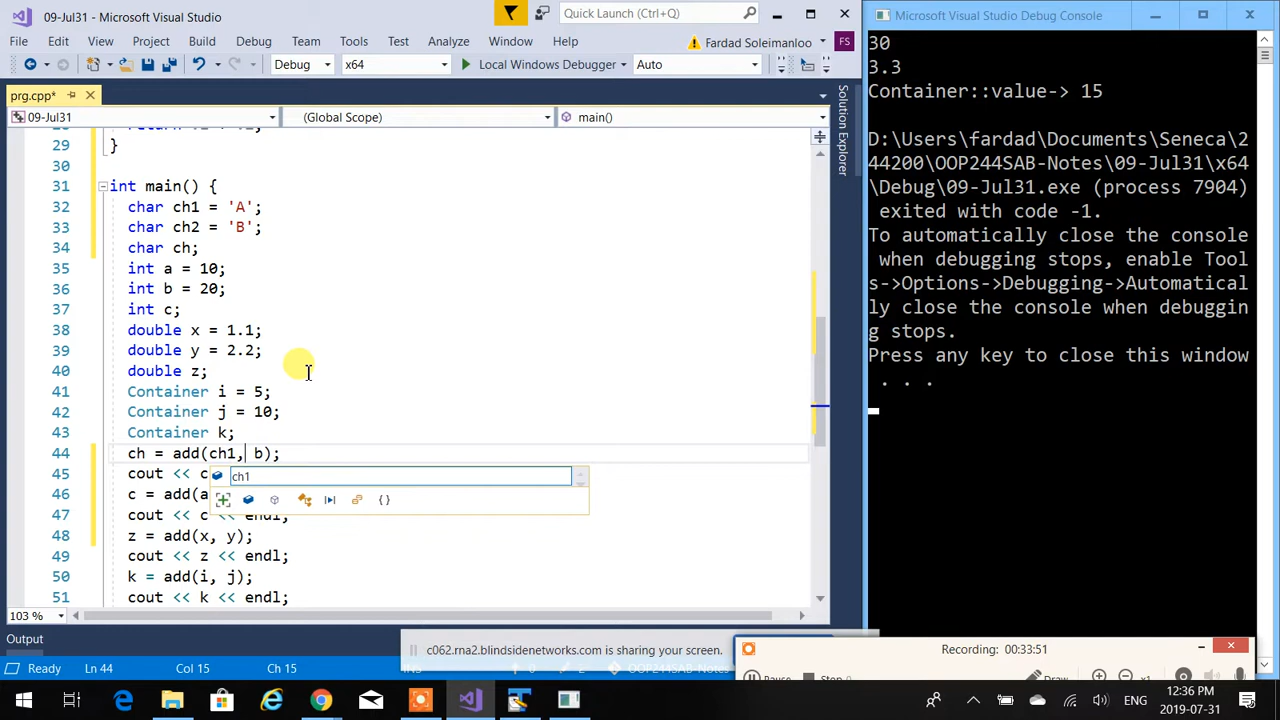 09-Jul31 - Microsoft Visual Studio
Quick Launch (Ctrl+Q)
File Edit View Project Build Debug Team Tools Test Analyze Window Help
Fardad Soleimanloo
FS
Debug
x64
Local Windows Debugger
Auto
prg.cpp*
09-Jul31
(Global Scope)
main()
Solution Explorer
29 }
30
31 int main() {
32 char ch1 = 'A';
33 char ch2 = 'B';
34 char ch;
35 int a = 10;
36 int b = 20;
37 int c;
38 double x = 1.1;
39 double y = 2.2;
40 double z;
41 Container i = 5;
42 Container j = 10;
43 Container k;
44 ch = add(ch1, b);
45 cout << c
ch1
46 c = add(a
47 cout << c << endl;
48 z = add(x, y);
49 cout << z << endl;
50 k = add(i, j);
51 cout << k << endl;
103 %
Output
Ready
Ln 44
Col 15
Ch 15
INS
OOP244SAB-Notes
Microsoft Visual Studio Debug Console
30
3.3
Container::value-> 15
D:\Users\fardad\Documents\Seneca\2
44200\OOP244SAB-Notes\09-Jul31\x64
\Debug\09-Jul31.exe (process 7904)
exited with code -1.
To automatically close the console
when debugging stops, enable Tool
s->Options->Debugging->Automatical
ly close the console when debuggin
g stops.
Press any key to close this window
. . .
c062.rna2.blindsidenetworks.com is sharing your screen.
Recording: 00:33:51
Pause
Draw
x1
ENG
12:36 PM
2019-07-31